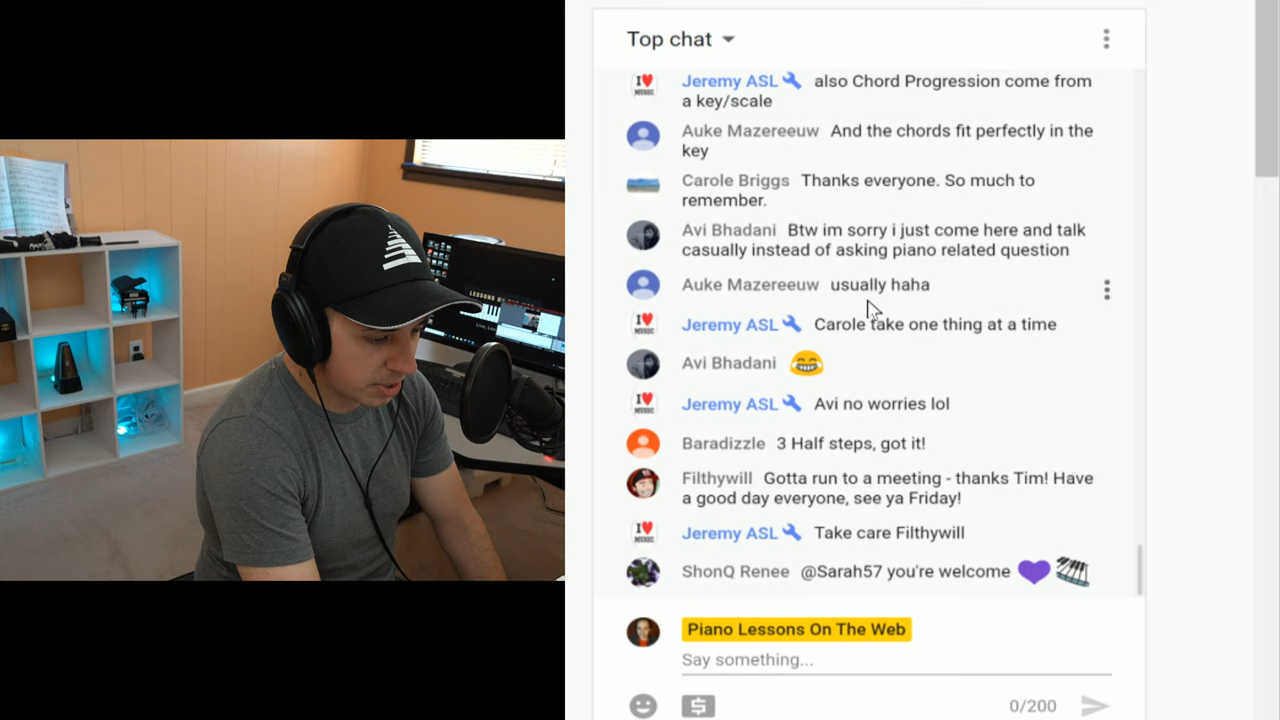 Top chat
I ♥ MUSIC
Jeremy ASL also Chord Progression come from
a key/scale
Auke Mazereeuw And the chords fit perfectly in the
key
Carole Briggs Thanks everyone. So much to
remember.
Avi Bhadani Btw im sorry i just come here and talk
casually instead of asking piano related question
Auke Mazereeuw usually haha
I ♥ MUSIC
Jeremy ASL Carole take one thing at a time
Avi Bhadani 😂
I ♥ MUSIC
Jeremy ASL Avi no worries lol
Baradizzle 3 Half steps, got it!
Filthywill Gotta run to a meeting - thanks Tim! Have
a good day everyone, see ya Friday!
I ♥ MUSIC
Jeremy ASL Take care Filthywill
ShonQ Renee @Sarah57 you're welcome 💜🎹
Piano Lessons On The Web
Say something...
0/200